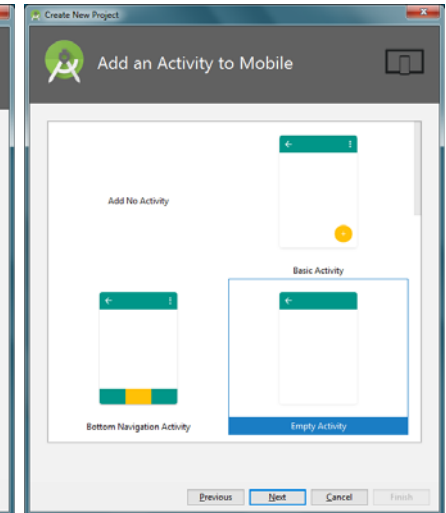 Create New Project
Add an Activity to Mobile
Add No Activity
Basic Activity
Bottom Navigation Activity
Empty Activity
Previous Next Cancel Finish